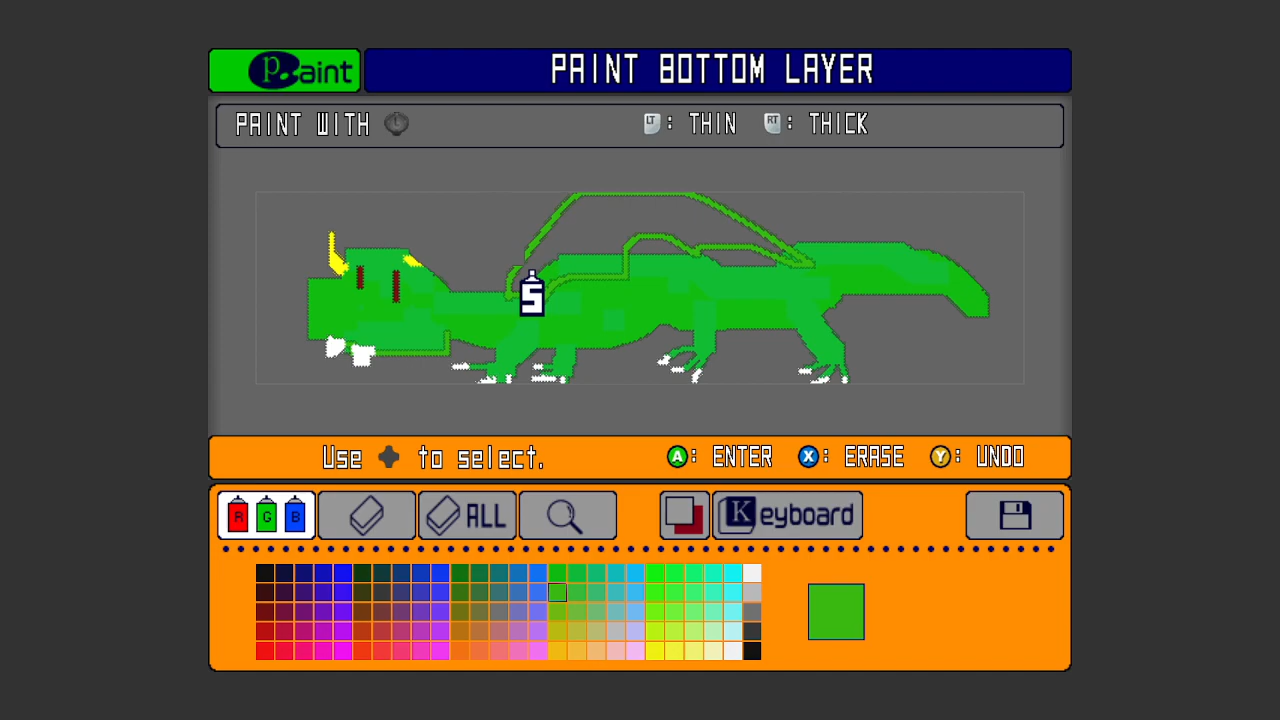 paint PAINT BOTTOM LAYER
PAINT WITH L LT : THIN RT : THICK
S
Use to select. A : ENTER X : ERASE Y : UNDO
R G B ALL Keyboard